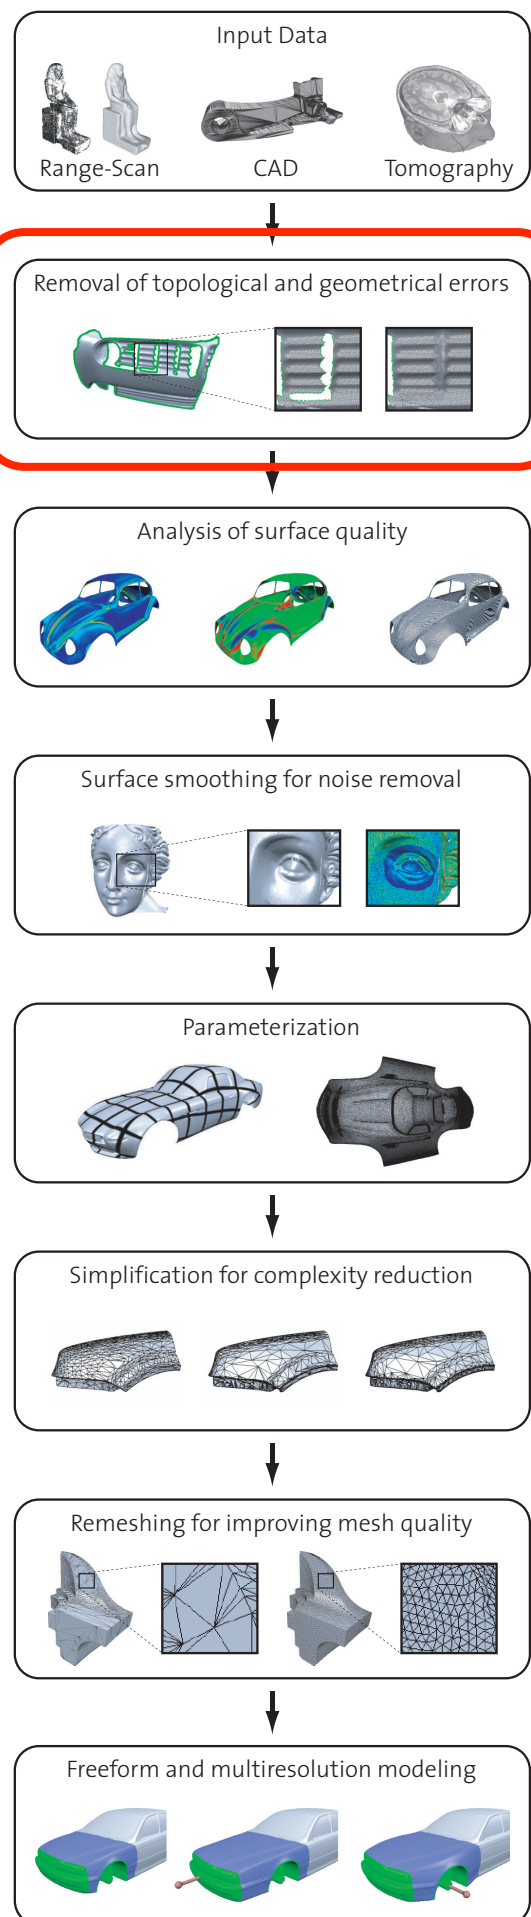 Input Data
Range-Scan CAD Tomography
Removal of topological and geometrical errors
Analysis of surface quality
Surface smoothing for noise removal
Parameterization
Simplification for complexity reduction
Remeshing for improving mesh quality
Freeform and multiresolution modeling